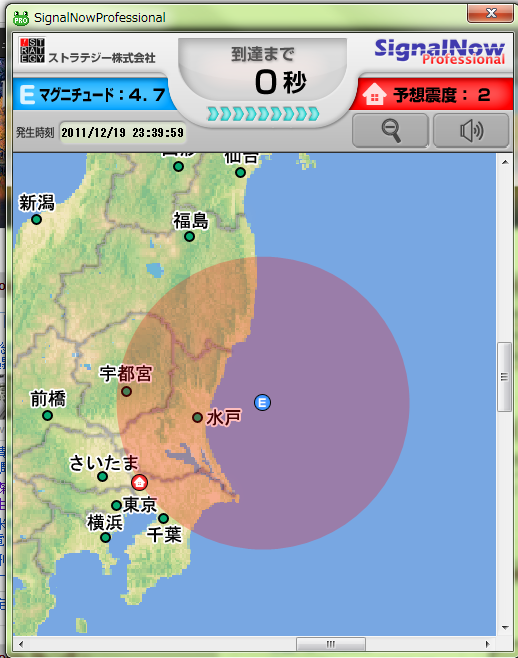 SignalNowProfessional
STRATEGY ストラテジー株式会社
到達まで
0秒
SignalNow
Professional
E マグニチュード：4.7
予想震度：2
発生時刻 2011/12/19 23:39:59
仙台
新潟
福島
宇都宮
前橋
E
水戸
さいたま
東京
横浜
千葉